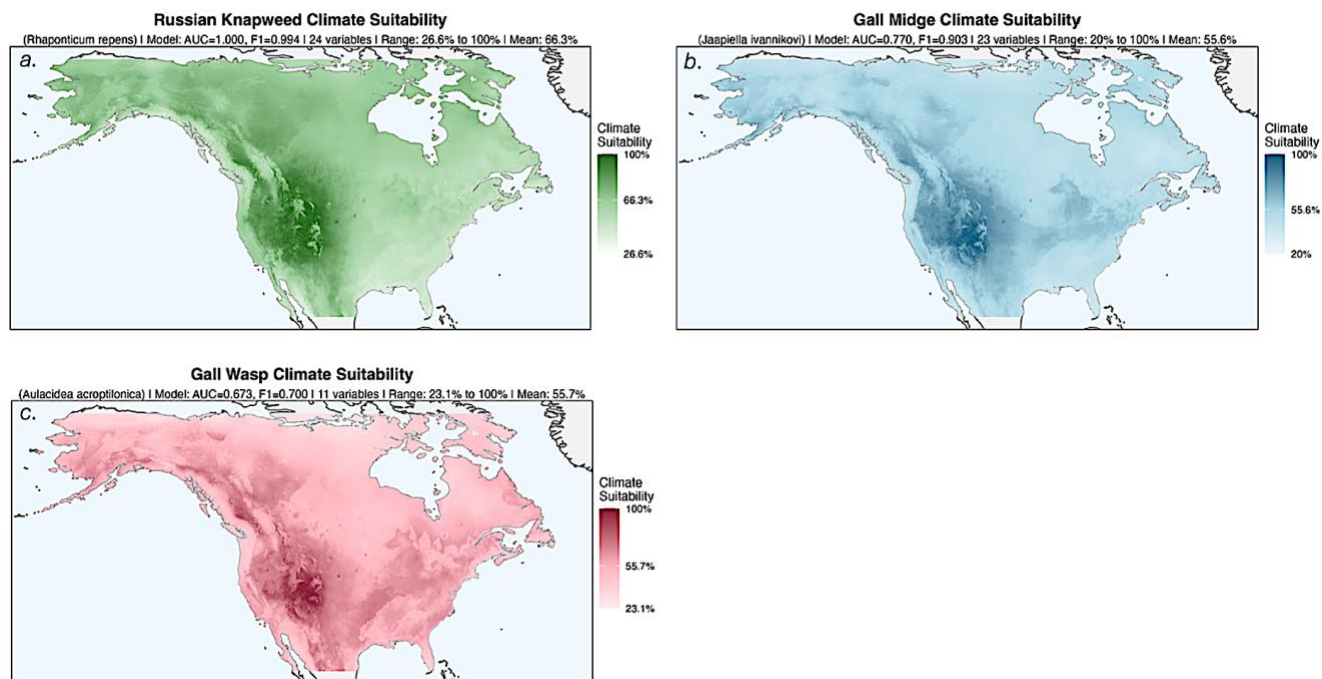 Russian Knapweed Climate Suitability
(Rhaponticum repens) | Model: AUC=1.000, F1=0.994 | 24 variables | Range: 26.6% to 100% | Mean: 66.3%
a.
Climate
Suitability
100%
66.3%
26.6%
Gall Midge Climate Suitability
(Jaapiella ivannikovi) | Model: AUC=0.770, F1=0.903 | 23 variables | Range: 20% to 100% | Mean: 55.6%
b.
Climate
Suitability
100%
55.6%
20%
Gall Wasp Climate Suitability
(Aulacidea acroptilonica) | Model: AUC=0.673, F1=0.700 | 11 variables | Range: 23.1% to 100% | Mean: 55.7%
c.
Climate
Suitability
100%
55.7%
23.1%